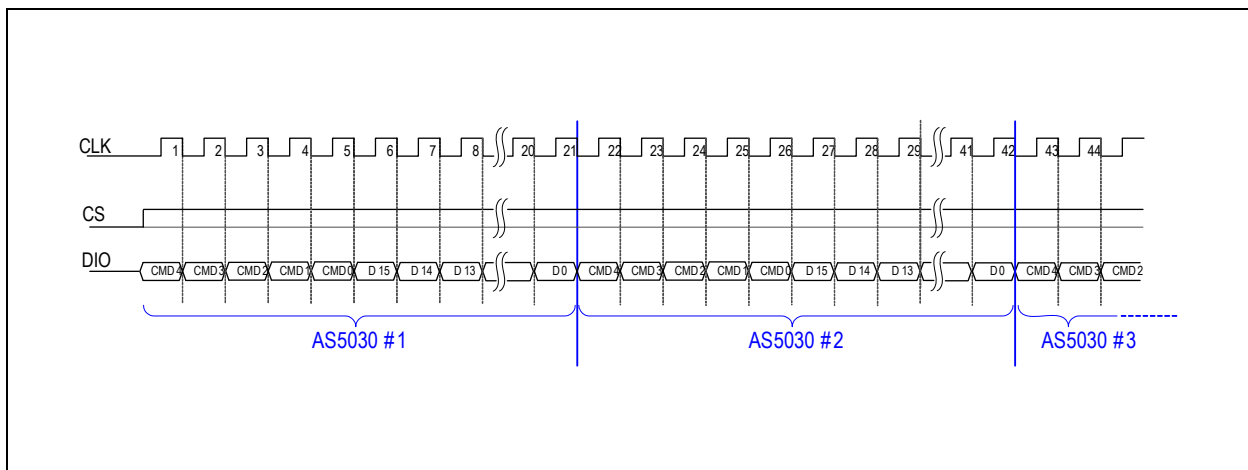 CLK 1 2 3 4 5 6 7 8 20 21 22 23 24 25 26 27 28 29 41 42 43 44
CS
DIO CMD 4 CMD 3 CMD 2 CMD 1 CMD 0 D 15 D 14 D 13 D 0 CMD 4 CMD 3 CMD 2 CMD 1 CMD 0 D 15 D 14 D 13 D 0 CMD 4 CMD 3 CMD 2
AS5030 #1 AS5030 #2 AS5030 #3